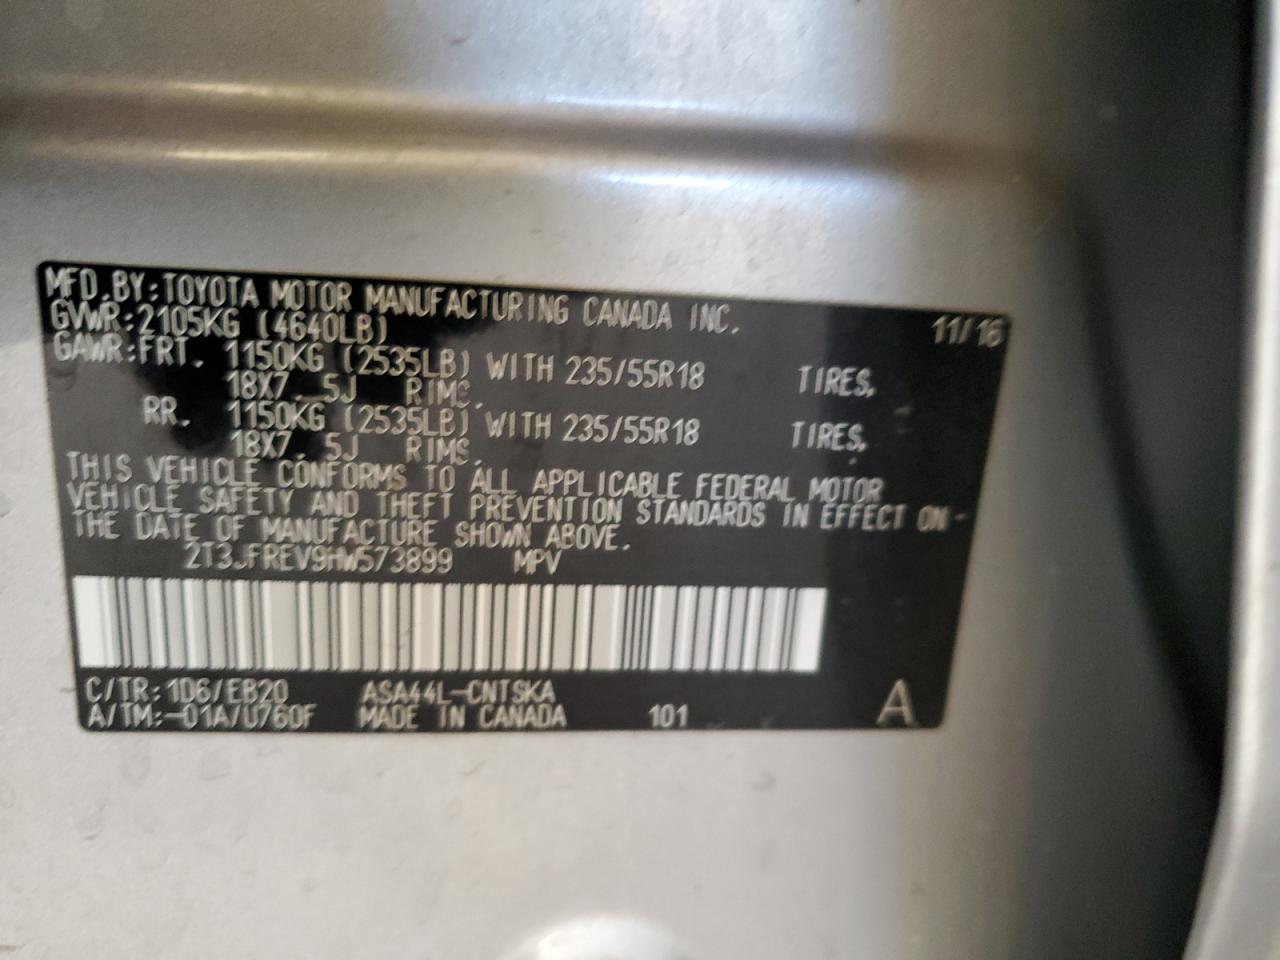 MFD.BY:TOYOTA MOTOR MANUFACTURING CANADA INC. 11/16
GVWR:2105KG (4640LB)
GAWR:FRT. 1150KG (2535LB) WITH 235/55R18 TIRES,
18X7.5J RIMS.
RR. 1150KG (2535LB) WITH 235/55R18 TIRES,
18X7.5J RIMS.
THIS VEHICLE CONFORMS TO ALL APPLICABLE FEDERAL MOTOR
VEHICLE SAFETY AND THEFT PREVENTION STANDARDS IN EFFECT ON
THE DATE OF MANUFACTURE SHOWN ABOVE.
2T3JFREV9HW573899 MPV
C/TR:1D6/EB20 ASA44L-CNTSKA
A/TM:-01A/U760F MADE IN CANADA 101 A